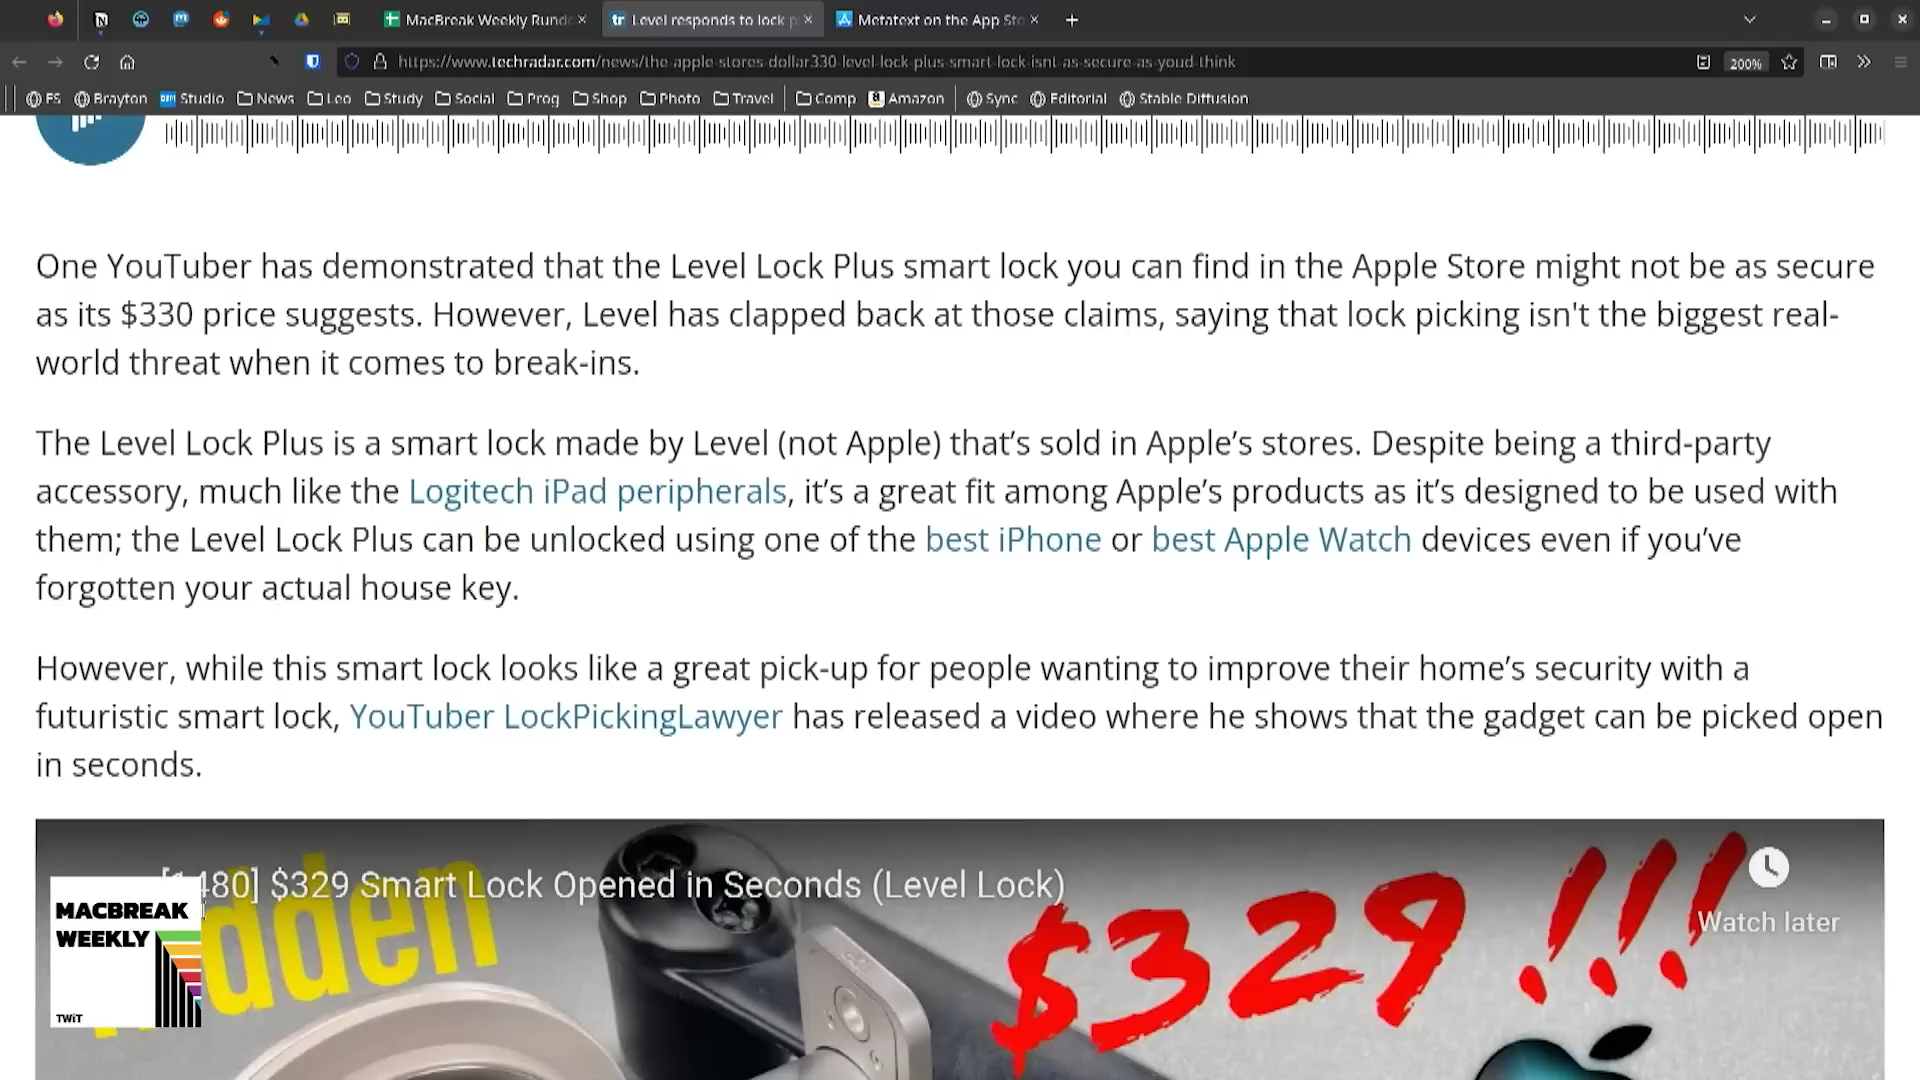 MacBreak Weekly Rund
Level responds to lock p
Metatext on the App Sto
https://www.techradar.com/news/the-apple-stores-dollar330-level-lock-plus-smart-lock-isnt-as-secure-as-youd-think
200%
FS Brayton Studio News Leo Study Social Prog Shop Photo Travel Comp Amazon Sync Editorial Stable Diffusion
One YouTuber has demonstrated that the Level Lock Plus smart lock you can find in the Apple Store might not be as secure
as its $330 price suggests. However, Level has clapped back at those claims, saying that lock picking isn't the biggest real-
world threat when it comes to break-ins.
The Level Lock Plus is a smart lock made by Level (not Apple) that’s sold in Apple’s stores. Despite being a third-party
accessory, much like the Logitech iPad peripherals, it’s a great fit among Apple’s products as it’s designed to be used with
them; the Level Lock Plus can be unlocked using one of the best iPhone or best Apple Watch devices even if you’ve
forgotten your actual house key.
However, while this smart lock looks like a great pick-up for people wanting to improve their home’s security with a
futuristic smart lock, YouTuber LockPickingLawyer has released a video where he shows that the gadget can be picked open
in seconds.
480] $329 Smart Lock Opened in Seconds (Level Lock)
Watch later
dden
$329!!!
MACBREAK
WEEKLY
TWiT